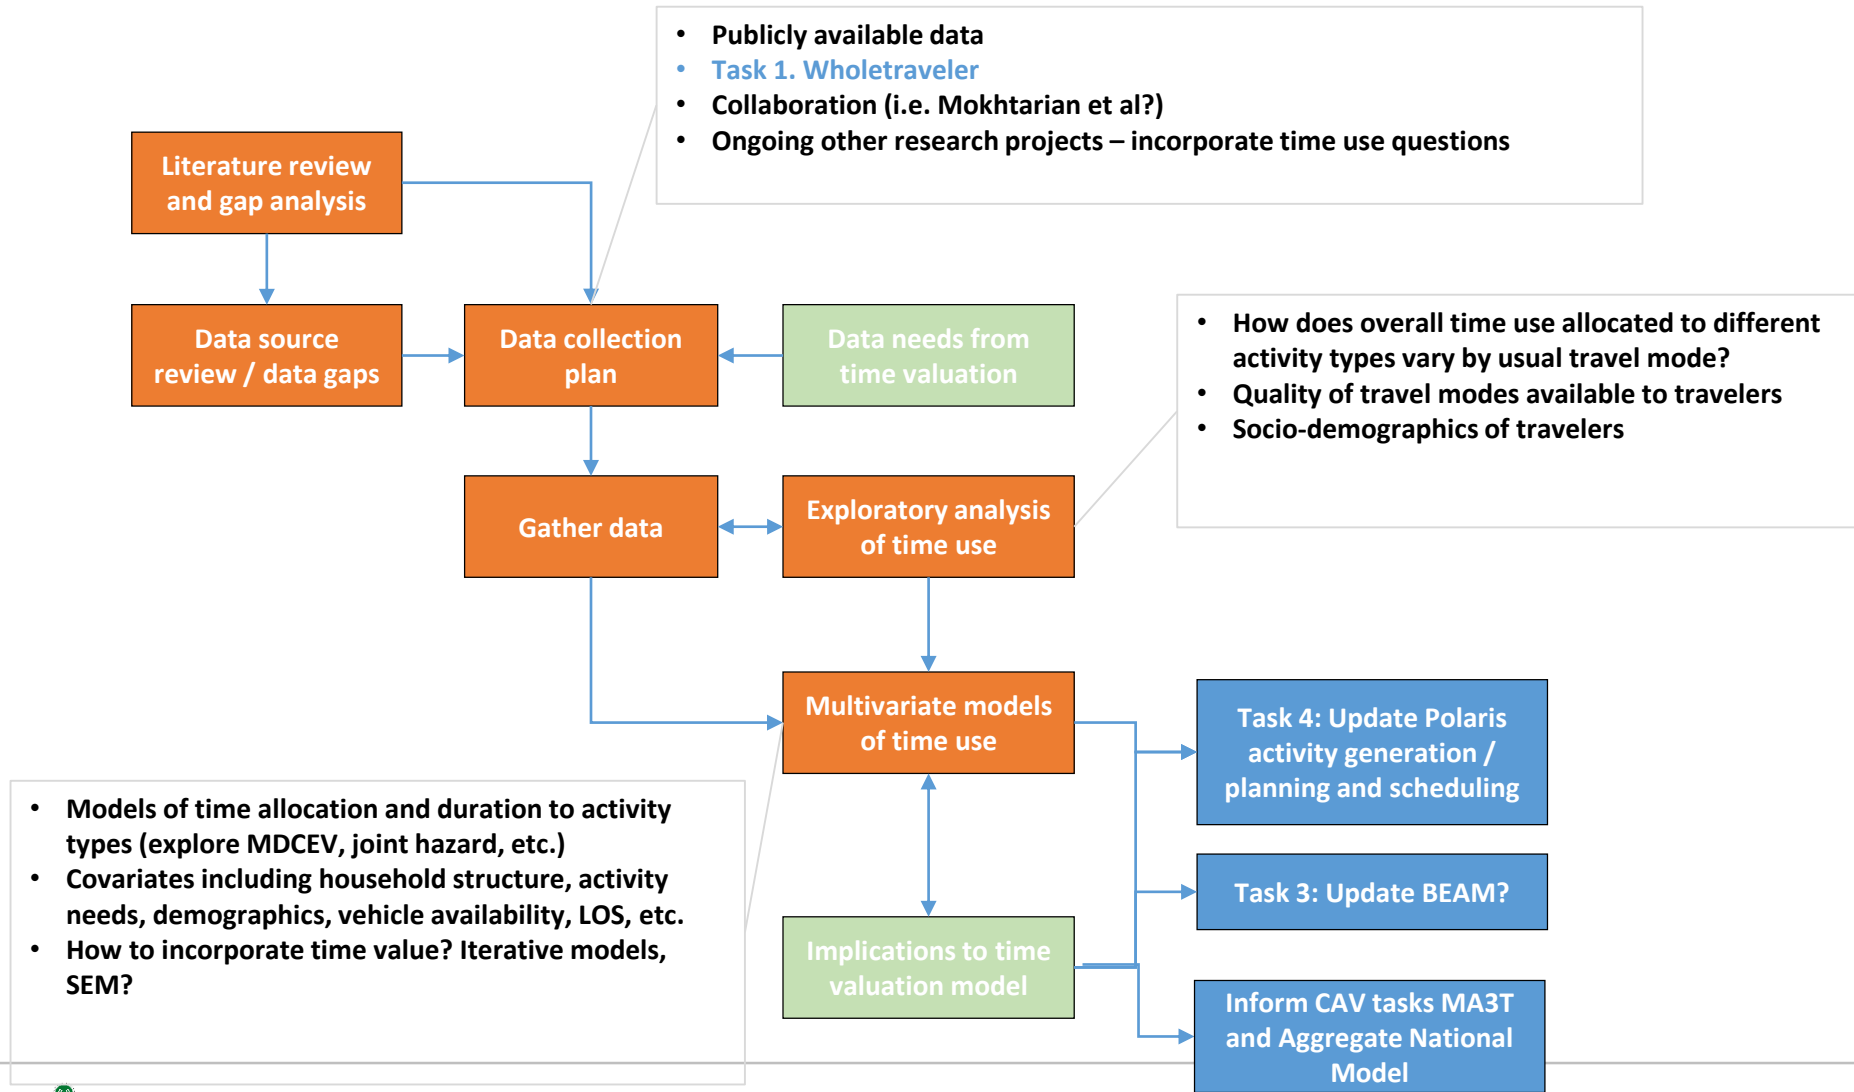 • Publicly available data
• Task 1. Wholetraveler
• Collaboration (i.e. Mokhtarian et al?)
• Ongoing other research projects – incorporate time use questions
Literature review
and gap analysis
Data source
review / data gaps
Data collection
plan
Data needs from
time valuation
• How does overall time use allocated to different
activity types vary by usual travel mode?
• Quality of travel modes available to travelers
• Socio-demographics of travelers
Gather data
Exploratory analysis
of time use
Multivariate models
of time use
Task 4: Update Polaris
activity generation /
planning and scheduling
• Models of time allocation and duration to activity
types (explore MDCEV, joint hazard, etc.)
• Covariates including household structure, activity
needs, demographics, vehicle availability, LOS, etc.
• How to incorporate time value? Iterative models,
SEM?
Task 3: Update BEAM?
Implications to time
valuation model
Inform CAV tasks MA3T
and Aggregate National
Model